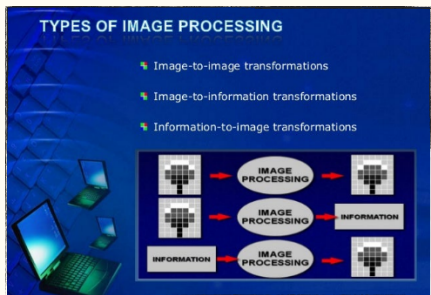 TYPES OF IMAGE PROCESSING
Image-to-image transformations
Image-to-information transformations
Information-to-image transformations
IMAGE
PROCESSING
IMAGE
PROCESSING
INFORMATION
INFORMATION
IMAGE
PROCESSING